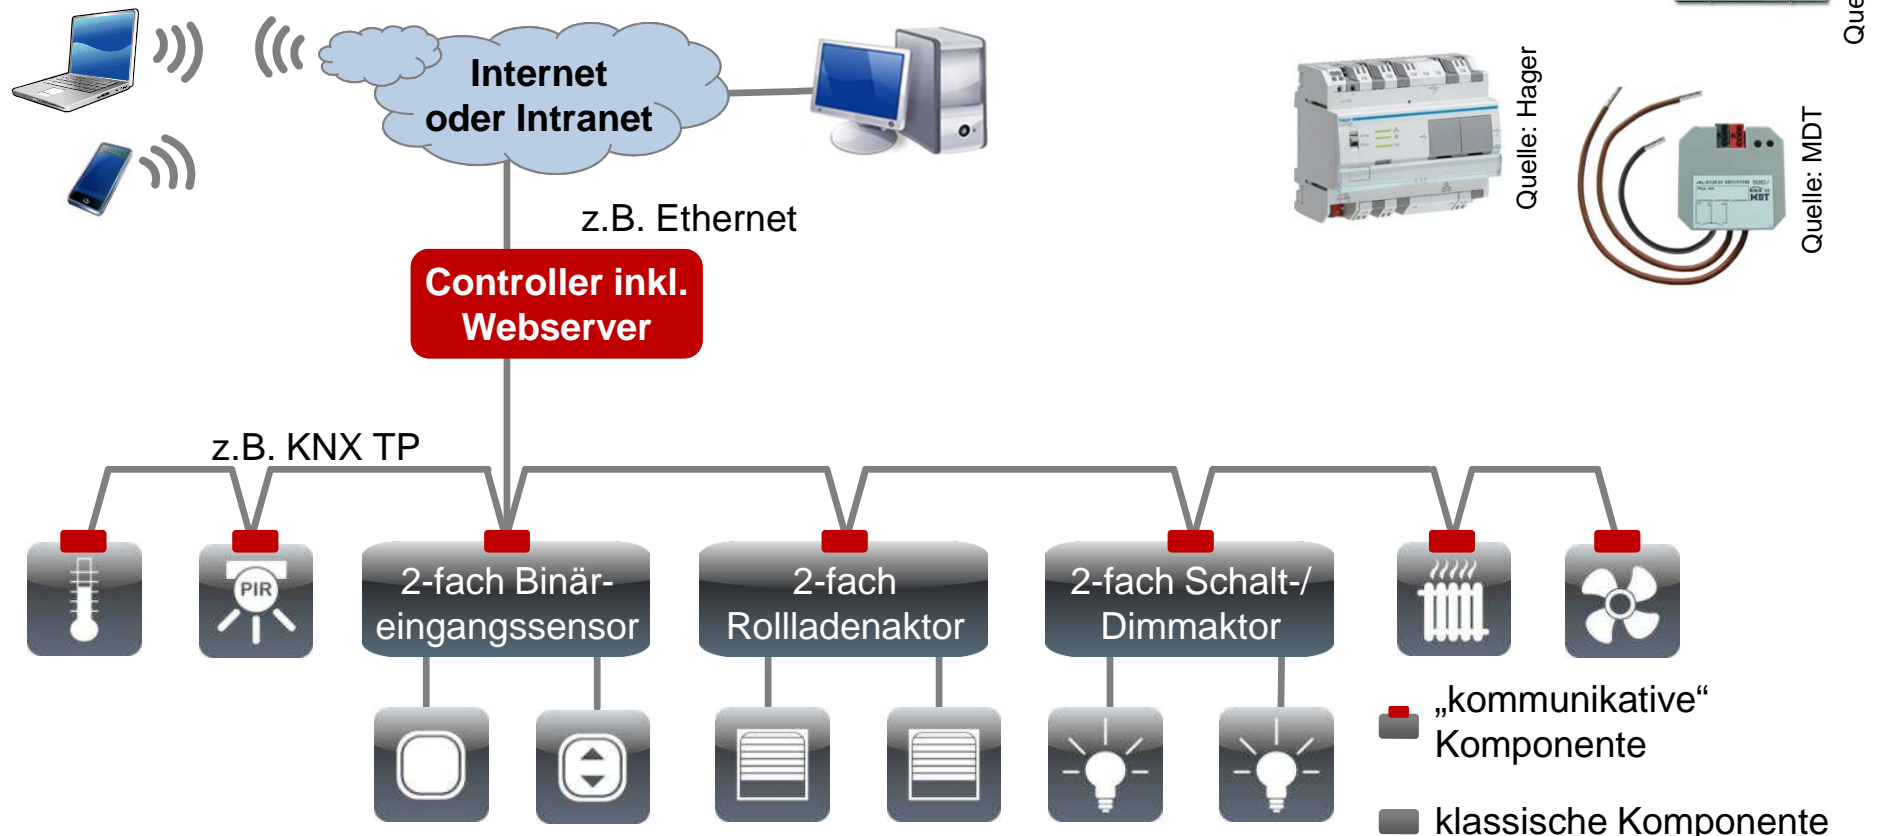 Internet
oder Intranet
z.B. Ethernet
Controller inkl.
Webserver
Quelle: Hager
Quelle: MDT
Que
z.B. KNX TP
PIR
2-fach Binär-
eingangssensor
2-fach
Rollladenaktor
2-fach Schalt-/
Dimmaktor
„kommunikative“
Komponente
klassische Komponente